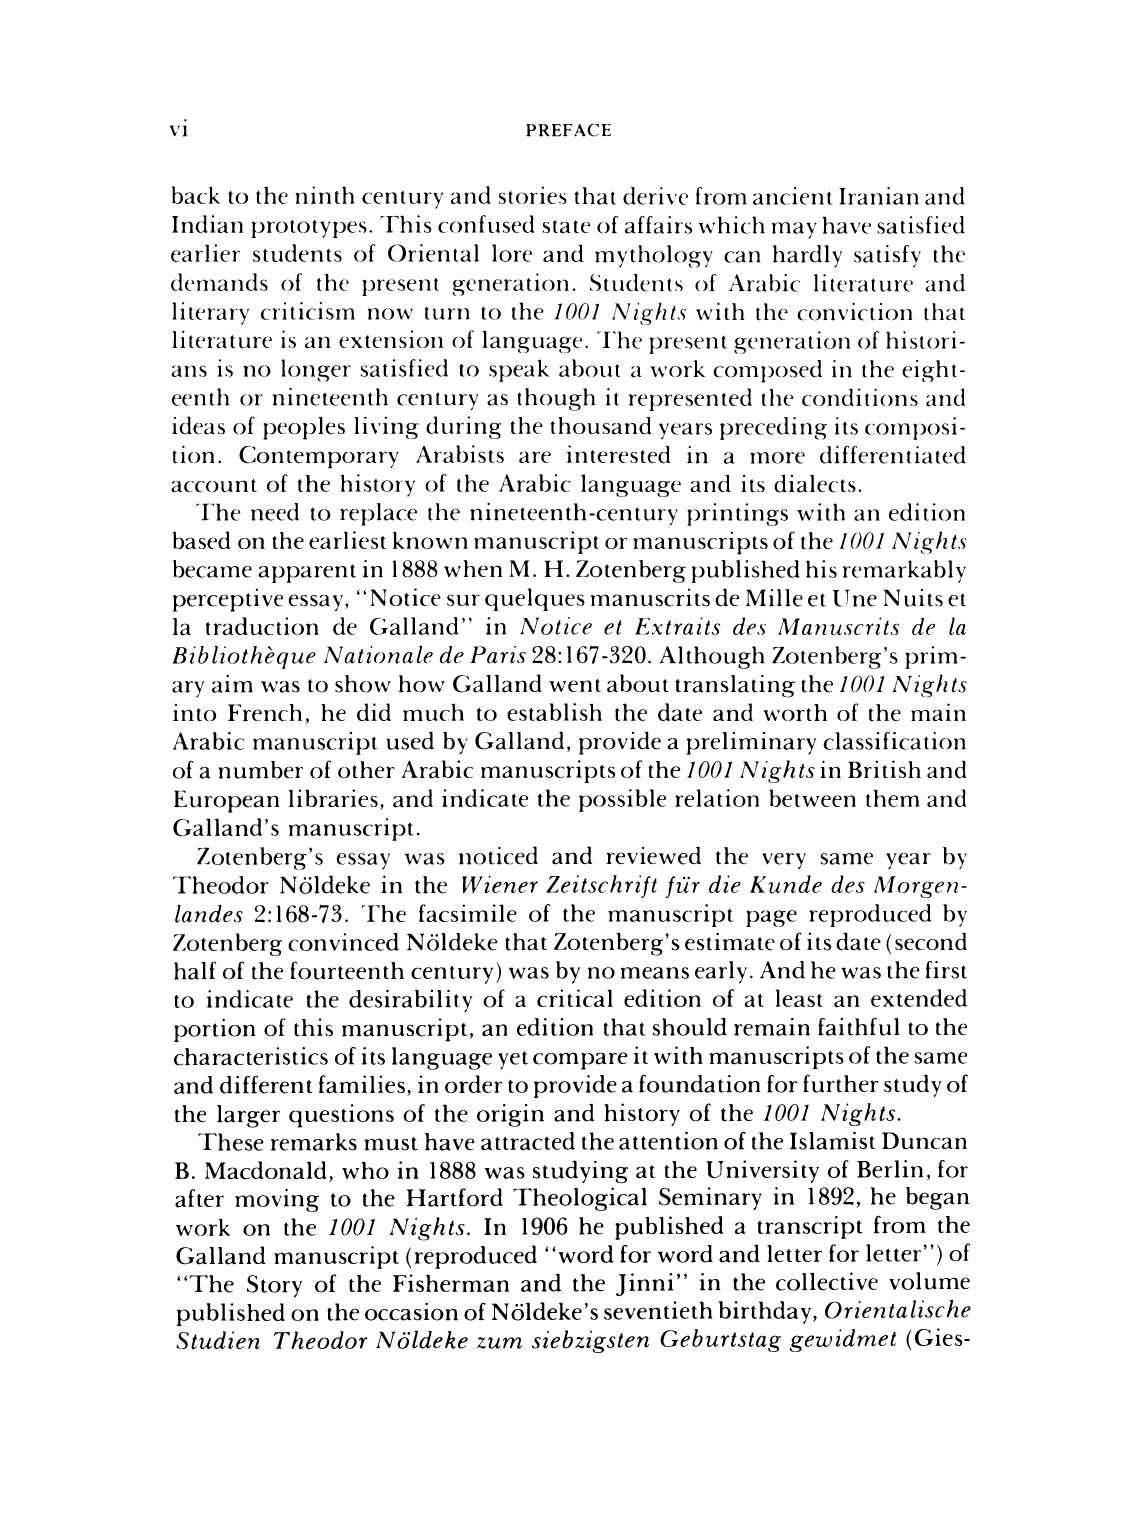 vi PREFACE
back to the ninth century and stories that derive from ancient Iranian and
Indian prototypes. This confused state of affairs which may have satisfied
earlier students of Oriental lore and mythology can hardly satisfy the
demands of the present generation. Students of Arabic literature and
literary criticism now turn to the 1001 Nights with the conviction that
literature is an extension of language. The present generation of histori-
ans is no longer satisfied to speak about a work composed in the eight-
eenth or nineteenth century as though it represented the conditions and
ideas of peoples living during the thousand years preceding its composi-
tion. Contemporary Arabists are interested in a more differentiated
account of the history of the Arabic language and its dialects.
The need to replace the nineteenth-century printings with an edition
based on the earliest known manuscript or manuscripts of the 1001 Nights
became apparent in 1888 when M. H. Zotenberg published his remarkably
perceptive essay, “Notice sur quelques manuscrits de Mille et Une Nuits et
la traduction de Galland” in Notice et Extraits des Manuscrits de la
Bibliothèque Nationale de Paris 28:167-320. Although Zotenberg’s prim-
ary aim was to show how Galland went about translating the 1001 Nights
into French, he did much to establish the date and worth of the main
Arabic manuscript used by Galland, provide a preliminary classification
of a number of other Arabic manuscripts of the 1001 Nights in British and
European libraries, and indicate the possible relation between them and
Galland’s manuscript.
Zotenberg’s essay was noticed and reviewed the very same year by
Theodor Nöldeke in the Wiener Zeitschrift für die Kunde des Morgen-
landes 2:168-73. The facsimile of the manuscript page reproduced by
Zotenberg convinced Nöldeke that Zotenberg’s estimate of its date (second
half of the fourteenth century) was by no means early. And he was the first
to indicate the desirability of a critical edition of at least an extended
portion of this manuscript, an edition that should remain faithful to the
characteristics of its language yet compare it with manuscripts of the same
and different families, in order to provide a foundation for further study of
the larger questions of the origin and history of the 1001 Nights.
These remarks must have attracted the attention of the Islamist Duncan
B. Macdonald, who in 1888 was studying at the University of Berlin, for
after moving to the Hartford Theological Seminary in 1892, he began
work on the 1001 Nights. In 1906 he published a transcript from the
Galland manuscript (reproduced “word for word and letter for letter”) of
“The Story of the Fisherman and the Jinni” in the collective volume
published on the occasion of Nöldeke’s seventieth birthday, Orientalische
Studien Theodor Nöldeke zum siebzigsten Geburtstag gewidmet (Gies-